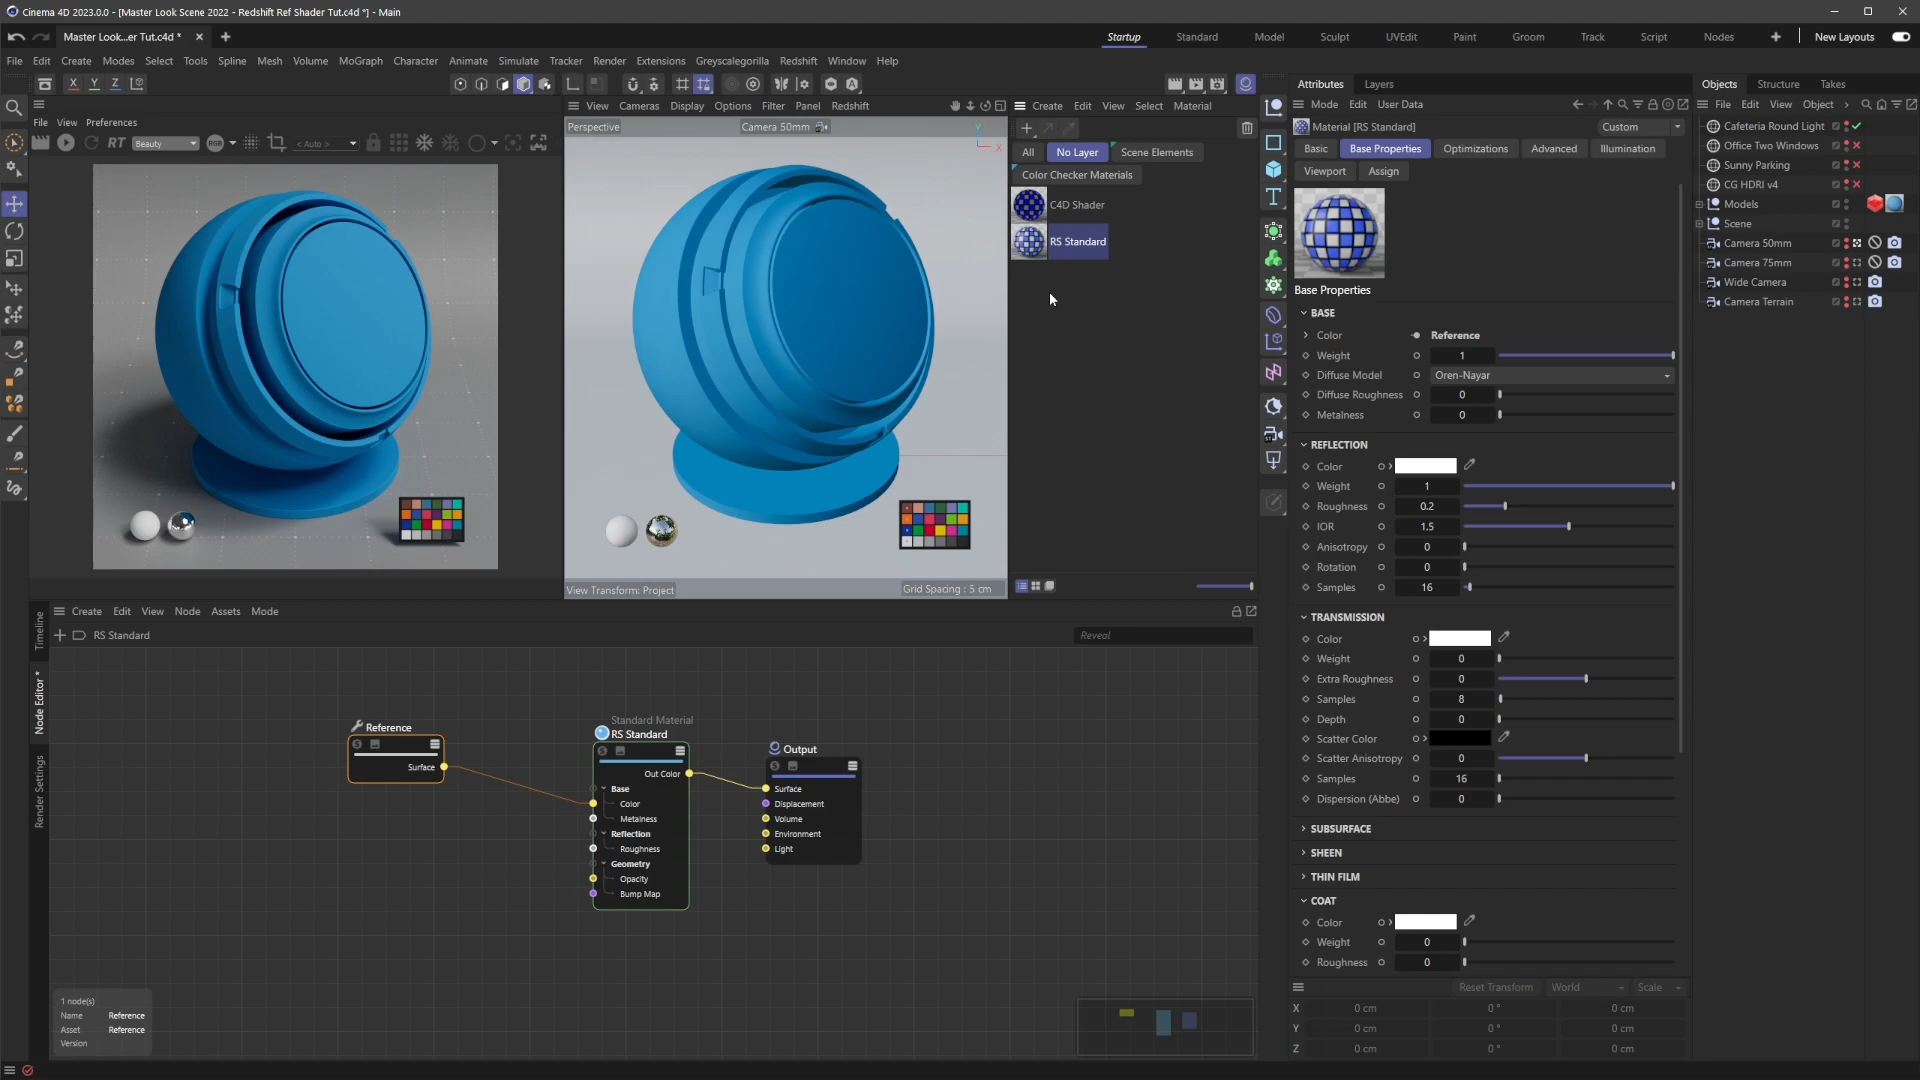 Cinema 4D 2023.0.0 - [Master Look Scene 2022 - Redshift Ref Shader Tut.c4d *] - Main
Master Look...er Tut.c4d *
Startup Standard Model Sculpt UVEdit Paint Groom Track Script Nodes New Layouts
File Edit Create Modes Select Tools Spline Mesh Volume MoGraph Character Animate Simulate Tracker Render Extensions Greyscalegorilla Redshift Window Help
X Y Z
File View Preferences
RT Beauty RGB < Auto >
View Cameras Display Options Filter Panel Redshift
Perspective Camera 50mm
Y
X
View Transform: Project Grid Spacing : 5 cm
Create Edit View Select Material
All No Layer Scene Elements
Color Checker Materials
C4D Shader
RS Standard
Attributes Layers
Mode Edit User Data
Material [RS Standard] Custom
Basic Base Properties Optimizations Advanced Illumination
Viewport Assign
Base Properties
BASE
Color Reference
Weight 1
Diffuse Model Oren-Nayar
Diffuse Roughness 0
Metalness 0
REFLECTION
Color
Weight 1
Roughness 0.2
IOR 1.5
Anisotropy 0
Rotation 0
Samples 16
TRANSMISSION
Color
Weight 0
Extra Roughness 0
Samples 8
Depth 0
Scatter Color
Scatter Anisotropy 0
Samples 16
Dispersion (Abbe) 0
SUBSURFACE
SHEEN
THIN FILM
COAT
Color
Weight 0
Roughness 0
Reset Transform World Scale
X 0 cm 0 ° 0 cm
Y 0 cm 0 ° 0 cm
Z 0 cm 0 ° 0 cm
Objects Structure Takes
File Edit View Object
Cafeteria Round Light
Office Two Windows
Sunny Parking
CG HDRI v4
Models
Scene
Camera 50mm
Camera 75mm
Wide Camera
Camera Terrain
Timeline
Node Editor *
Render Settings
Create Edit View Node Assets Mode
RS Standard Reveal
Reference
Surface
Standard Material
RS Standard
Out Color
Base
Color
Metalness
Reflection
Roughness
Geometry
Opacity
Bump Map
Output
Surface
Displacement
Volume
Environment
Light
1 node(s)
Name Reference
Asset Reference
Version